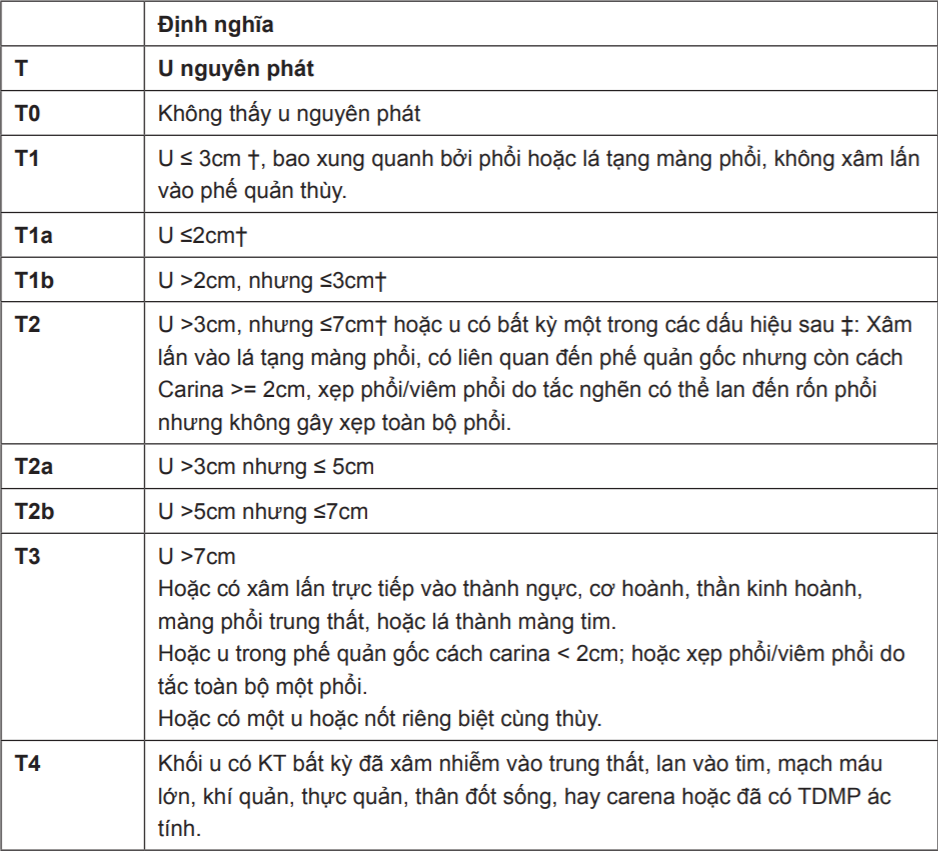 Định nghĩa
T U nguyên phát
T0 Không thấy u nguyên phát
T1 U ≤ 3cm †, bao xung quanh bởi phổi hoặc lá tạng màng phổi, không xâm lấn
vào phế quản thùy.
T1a U ≤2cm†
T1b U >2cm, nhưng ≤3cm†
T2 U >3cm, nhưng ≤7cm† hoặc u có bất kỳ một trong các dấu hiệu sau ‡: Xâm
lấn vào lá tạng màng phổi, có liên quan đến phế quản gốc nhưng còn cách
Carina >= 2cm, xẹp phổi/viêm phổi do tắc nghẽn có thể lan đến rốn phổi
nhưng không gây xẹp toàn bộ phổi.
T2a U >3cm nhưng ≤ 5cm
T2b U >5cm nhưng ≤7cm
T3 U >7cm
Hoặc có xâm lấn trực tiếp vào thành ngực, cơ hoành, thần kinh hoành,
màng phổi trung thất, hoặc lá thành màng tim.
Hoặc u trong phế quản gốc cách carina < 2cm; hoặc xẹp phổi/viêm phổi do
tắc toàn bộ một phổi.
Hoặc có một u hoặc nốt riêng biệt cùng thùy.
T4 Khối u có KT bất kỳ đã xâm nhiễm vào trung thất, lan vào tim, mạch máu
lớn, khí quản, thực quản, thân đốt sống, hay carena hoặc đã có TDMP ác
tính.